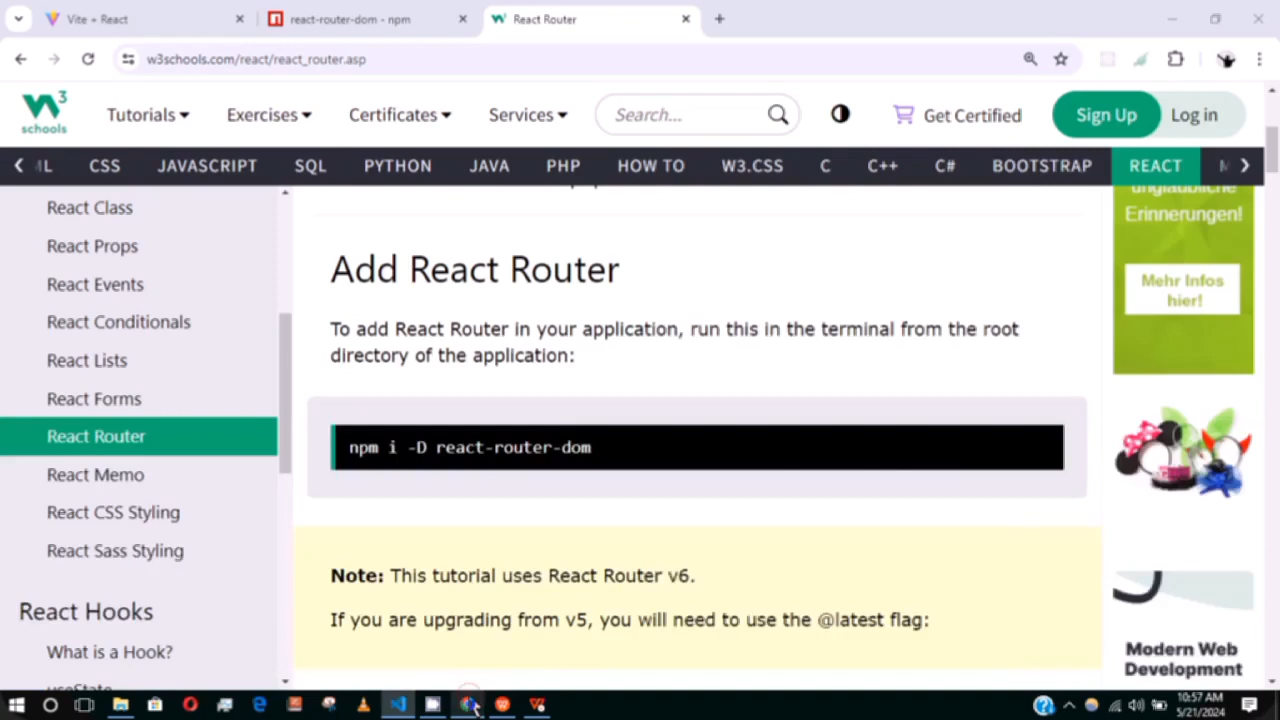 Vite + React
react-router-dom - npm
React Router
w3schools.com/react/react_router.asp
3
schools
Tutorials
Exercises
Certificates
Services
Search...
Get Certified
Sign Up
Log in
CSS
JAVASCRIPT
SQL
PYTHON
JAVA
PHP
HOW TO
W3.CSS
C
C++
C#
BOOTSTRAP
REACT
React Class
React Props
React Events
React Conditionals
React Lists
React Forms
React Router
React Memo
React CSS Styling
React Sass Styling
React Hooks
What is a Hook?
Add React Router
To add React Router in your application, run this in the terminal from the root
directory of the application:
npm i -D react-router-dom
Note: This tutorial uses React Router v6.
If you are upgrading from v5, you will need to use the @latest flag:
unglaubliche
Erinnerungen!
Mehr Infos
hier!
Modern Web
Development
10:57 AM
5/21/2024